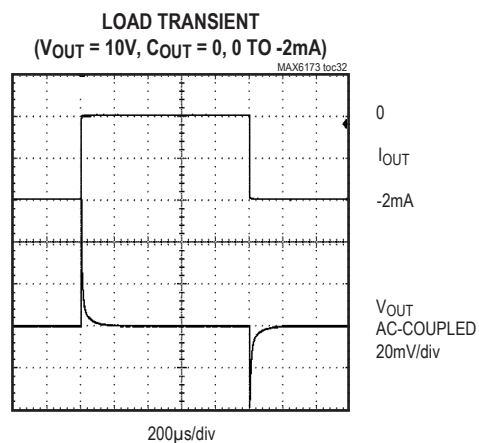 LOAD TRANSIENT
(VOUT = 10V, COUT = 0, 0 TO -2mA)
MAX6173 toc32
0
IOUT
-2mA
VOUT
AC-COUPLED
20mV/div
200µs/div